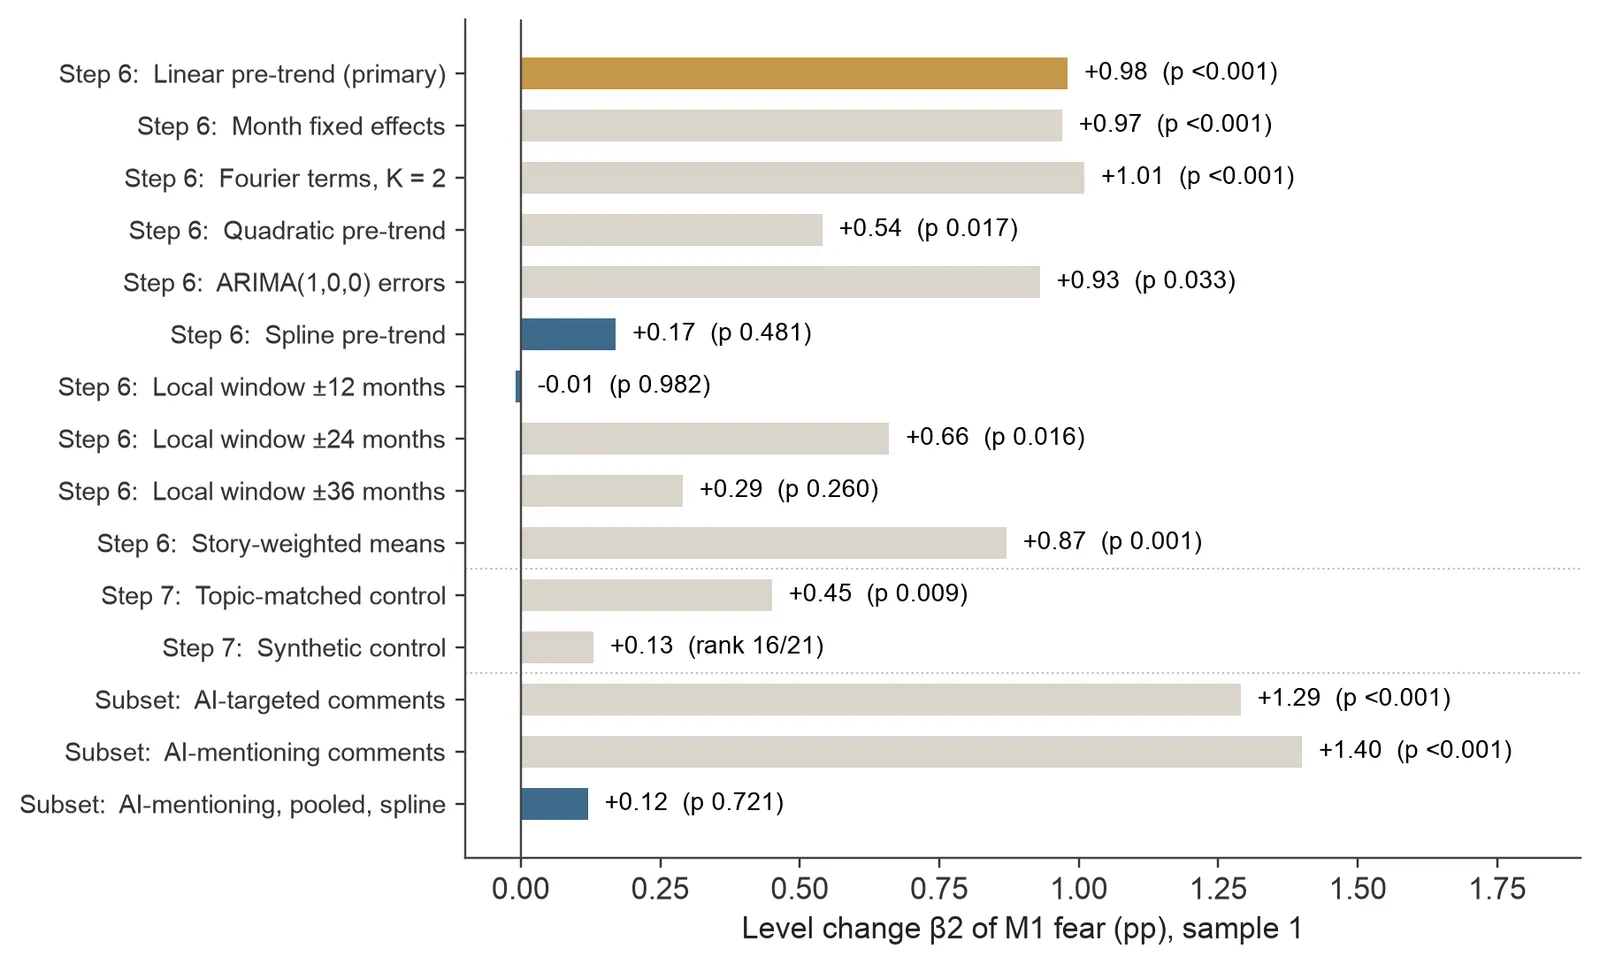 Step 6: Linear pre-trend (primary) +0.98 (p <0.001)
Step 6: Month fixed effects +0.97 (p <0.001)
Step 6: Fourier terms, K = 2 +1.01 (p <0.001)
Step 6: Quadratic pre-trend +0.54 (p 0.017)
Step 6: ARIMA(1,0,0) errors +0.93 (p 0.033)
Step 6: Spline pre-trend +0.17 (p 0.481)
Step 6: Local window ±12 months -0.01 (p 0.982)
Step 6: Local window ±24 months +0.66 (p 0.016)
Step 6: Local window ±36 months +0.29 (p 0.260)
Step 6: Story-weighted means +0.87 (p 0.001)
Step 7: Topic-matched control +0.45 (p 0.009)
Step 7: Synthetic control +0.13 (rank 16/21)
Subset: AI-targeted comments +1.29 (p <0.001)
Subset: AI-mentioning comments +1.40 (p <0.001)
Subset: AI-mentioning, pooled, spline +0.12 (p 0.721)
0.00 0.25 0.50 0.75 1.00 1.25 1.50 1.75
Level change β2 of M1 fear (pp), sample 1